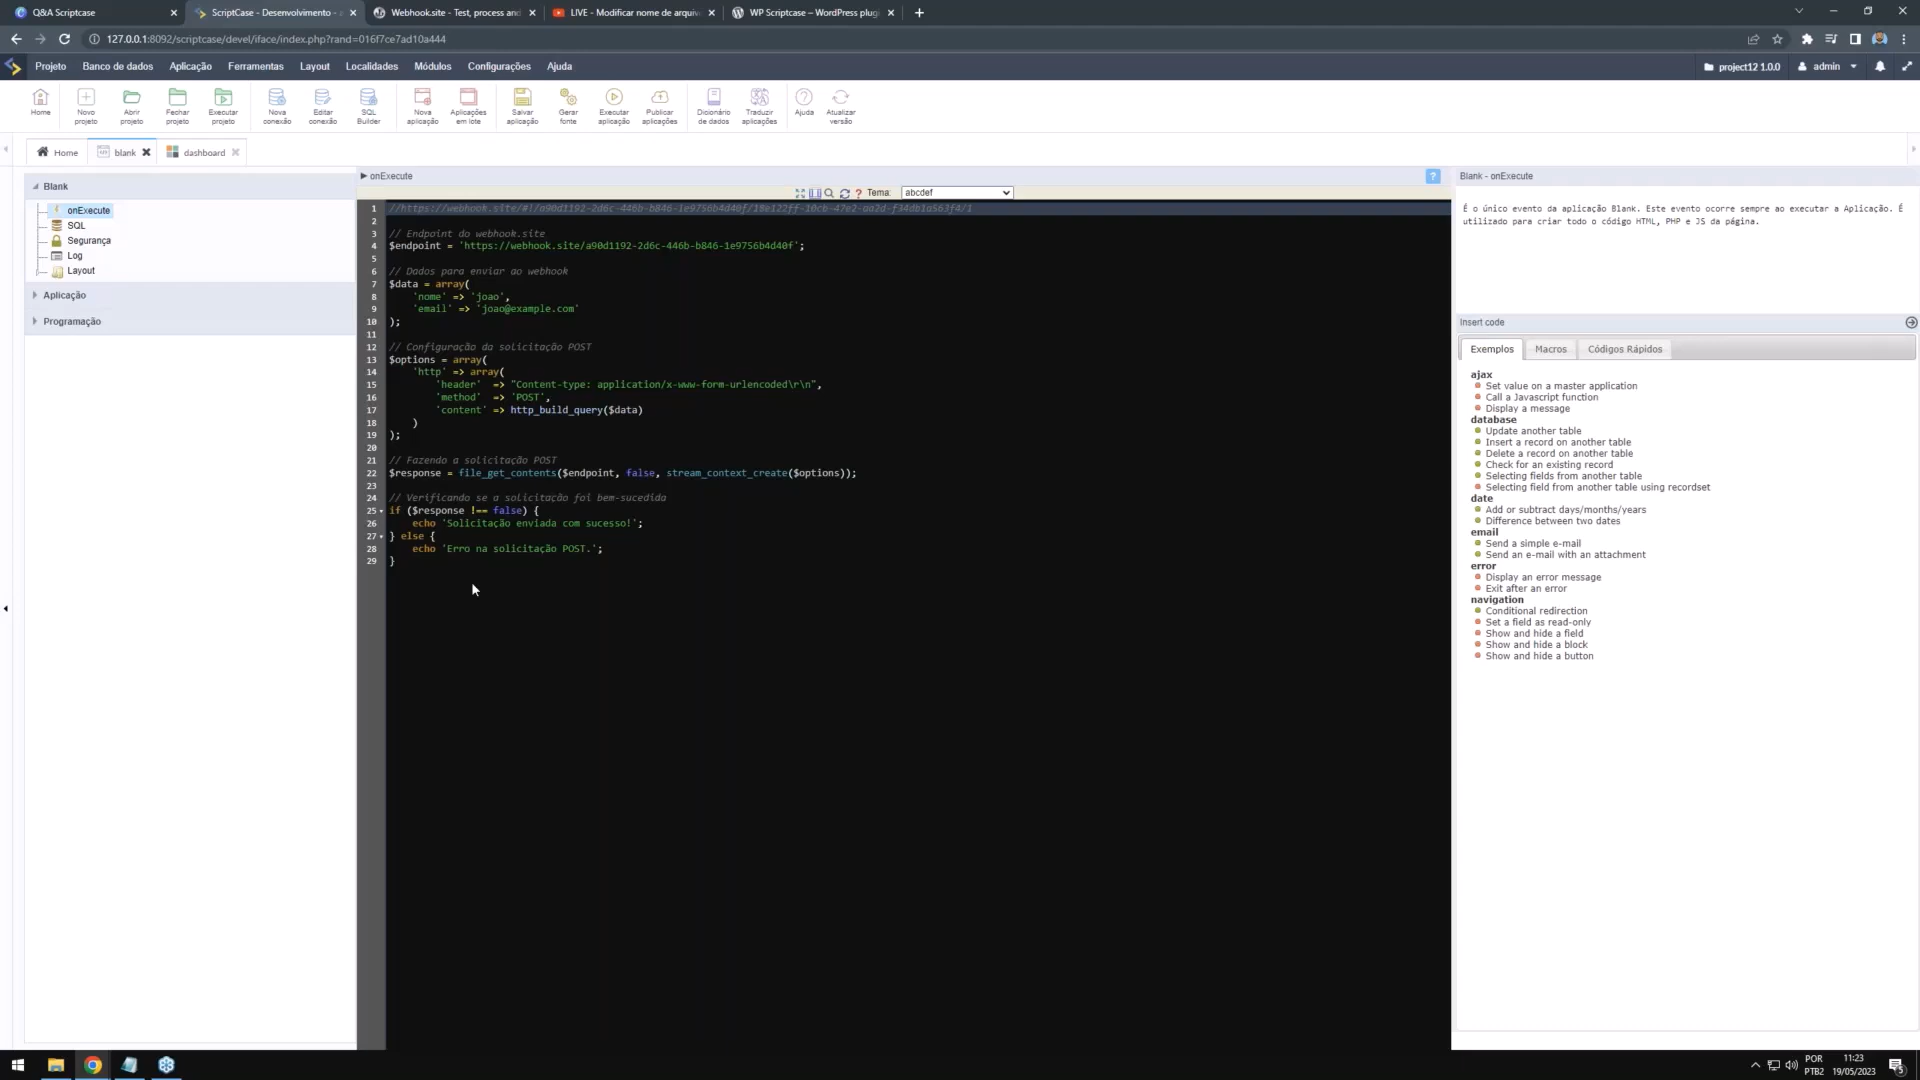 Q&A Scriptcase
ScriptCase - Desenvolvimento -
Webhook.site - Test, process and
LIVE - Modificar nome de arquiv
WP Scriptcase – WordPress plug
127.0.0.1:8092/scriptcase/devel/iface/index.php?rand=016f7ce7ad10a444
Projeto
Banco de dados
Aplicação
Ferramentas
Layout
Localidades
Módulos
Configurações
Ajuda
project12 1.0.0
admin
Home
Novo projeto
Abrir projeto
Fechar projeto
Executar projeto
Nova conexão
Editar conexão
SQL Builder
Nova aplicação
Aplicações em lote
Salvar aplicação
Gerar fonte
Executar aplicação
Publicar aplicações
Dicionário de dados
Traduzir aplicações
Ajuda
Atualizar versão
Home
blank
dashboard
Blank
onExecute
SQL
Segurança
Log
Layout
Aplicação
Programação
onExecute
Tema:
abcdef
1
2
3 // Endpoint do webhook.site
4 $endpoint = 'https://webhook.site/a90d1192-2d6c-446b-b846-1e9756b4d40f';
5
6 // Dados para enviar ao webhook
7 $data = array(
8 'nome' => 'joao',
9 'email' => 'joao@example.com'
10 );
11
12 // Configuração da solicitação POST
13 $options = array(
14 'http' => array(
15 'header' => "Content-type: application/x-www-form-urlencoded\r\n",
16 'method' => 'POST',
17 'content' => http_build_query($data)
18 )
19 );
20
21 // Fazendo a solicitação POST
22 $response = file_get_contents($endpoint, false, stream_context_create($options));
23
24 // Verificando se a solicitação foi bem-sucedida
25 if ($response !== false) {
26 echo 'Solicitação enviada com sucesso!';
27 } else {
28 echo 'Erro na solicitação POST.';
29 }
Blank - onExecute
É o único evento da aplicação Blank. Este evento ocorre sempre ao executar a Aplicação. É
utilizado para criar todo o código HTML, PHP e JS da página.
Insert code
Exemplos
Macros
Códigos Rápidos
ajax
Set value on a master application
Call a Javascript function
Display a message
database
Update another table
Insert a record on another table
Delete a record on another table
Check for an existing record
Selecting fields from another table
Selecting field from another table using recordset
date
Add or subtract days/months/years
Difference between two dates
email
Send a simple e-mail
Send an e-mail with an attachment
error
Display an error message
Exit after an error
navigation
Conditional redirection
Set a field as read-only
Show and hide a field
Show and hide a block
Show and hide a button
POR
PTB2
11:23
19/05/2023